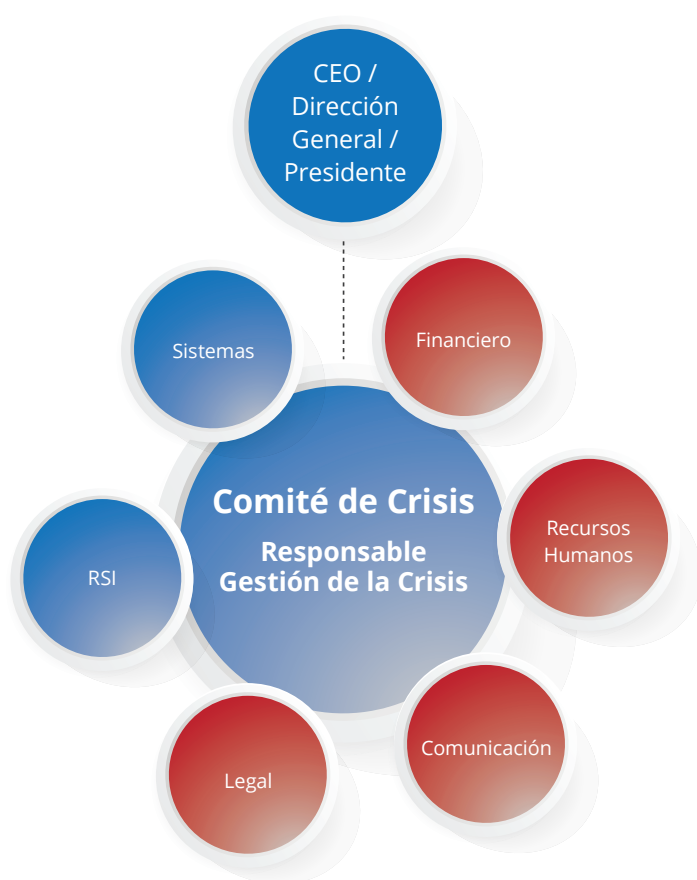 CEO /
Dirección
General /
Presidente
Sistemas
Financiero
Comité de Crisis
Responsable
Gestión de la Crisis
Recursos
Humanos
RSI
Comunicación
Legal